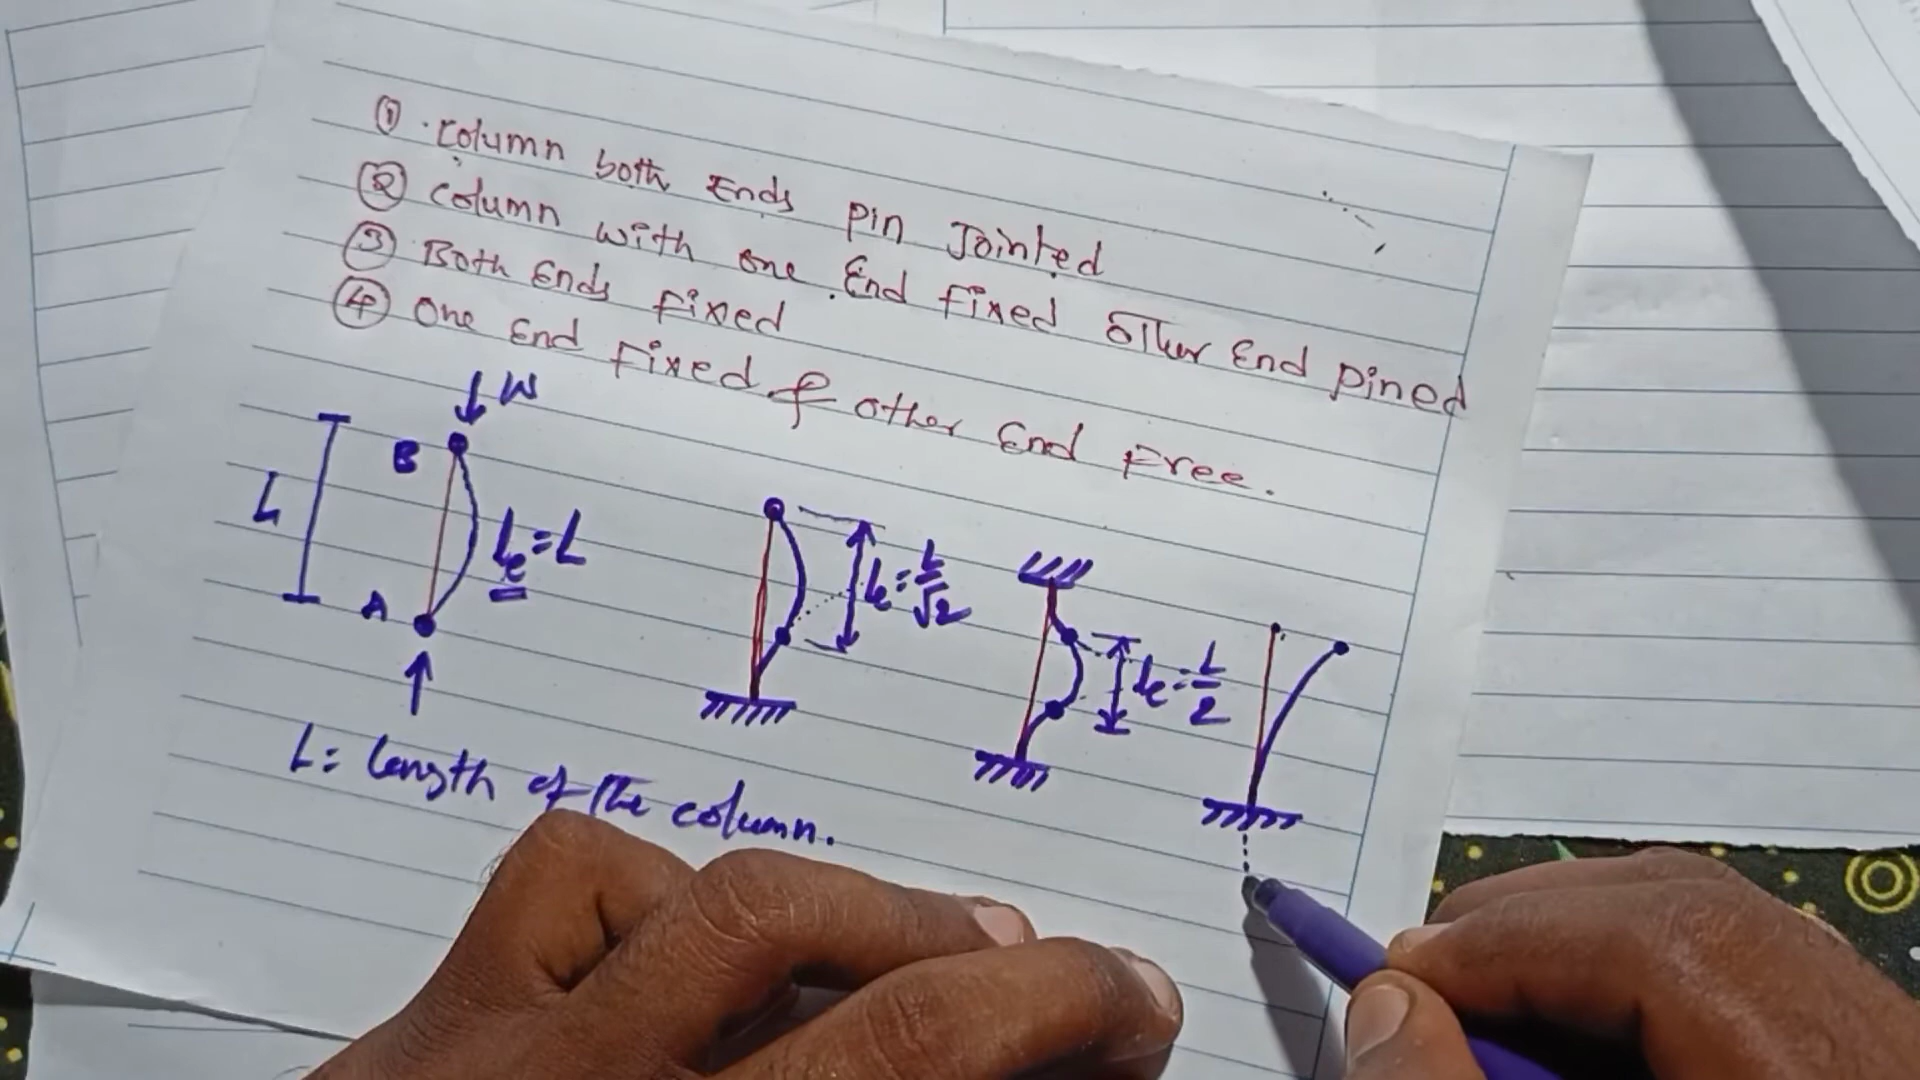 ① Column both Ends Pin Jointed
② Column with one End fixed other End Pined
③ Both Ends fixed
④ One End Fixed & other End Free.
W
B
L
Le = L
A
Le = L/√2
Le = L/2
L = Length of the column.